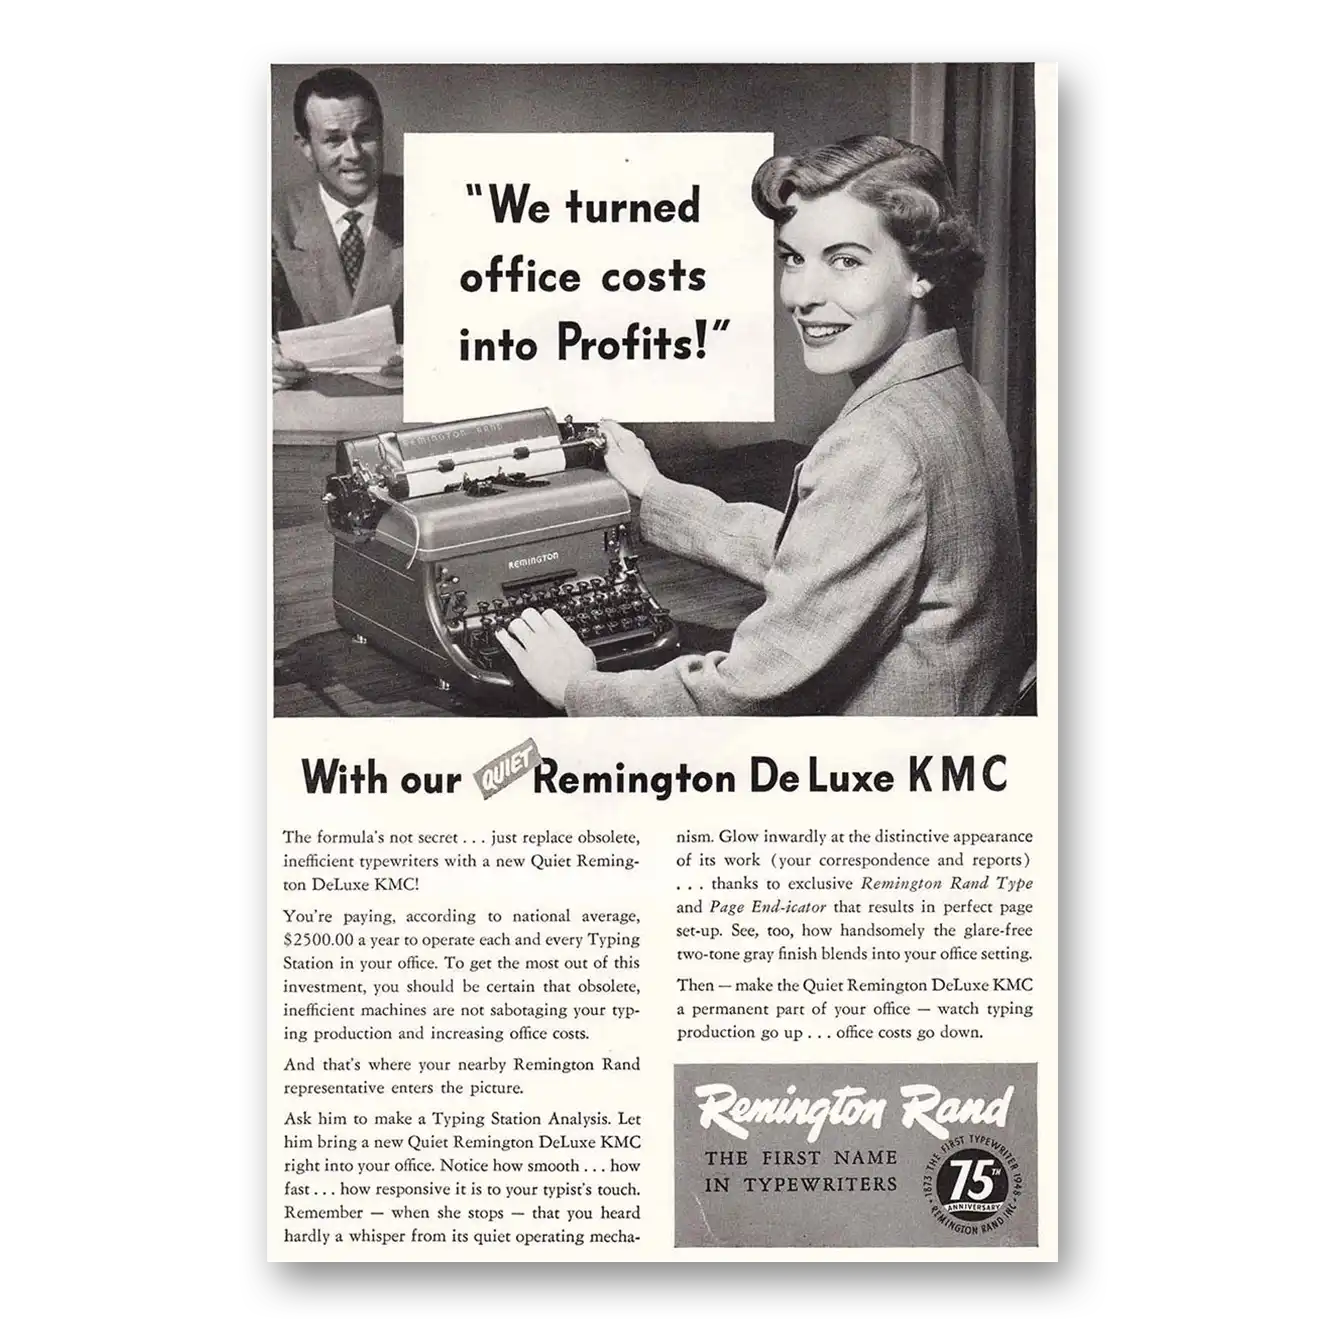 "We turned
office costs
into Profits!"
REMINGTON RAND
REMINGTON
With our QUIET Remington De Luxe KMC
The formula's not secret . . . just replace obsolete,
inefficient typewriters with a new Quiet Reming-
ton DeLuxe KMC!
You're paying, according to national average,
$2500.00 a year to operate each and every Typing
Station in your office. To get the most out of this
investment, you should be certain that obsolete,
inefficient machines are not sabotaging your typ-
ing production and increasing office costs.
And that's where your nearby Remington Rand
representative enters the picture.
Ask him to make a Typing Station Analysis. Let
him bring a new Quiet Remington DeLuxe KMC
right into your office. Notice how smooth . . . how
fast . . . how responsive it is to your typist's touch.
Remember — when she stops — that you heard
hardly a whisper from its quiet operating mecha-
nism. Glow inwardly at the distinctive appearance
of its work (your correspondence and reports)
. . . thanks to exclusive Remington Rand Type
and Page End-icator that results in perfect page
set-up. See, too, how handsomely the glare-free
two-tone gray finish blends into your office setting.
Then — make the Quiet Remington DeLuxe KMC
a permanent part of your office — watch typing
production go up . . . office costs go down.
Remington Rand
THE FIRST NAME
IN TYPEWRITERS
1873 · THE FIRST TYPEWRITER · 1948
75TH
ANNIVERSARY
REMINGTON RAND INC.